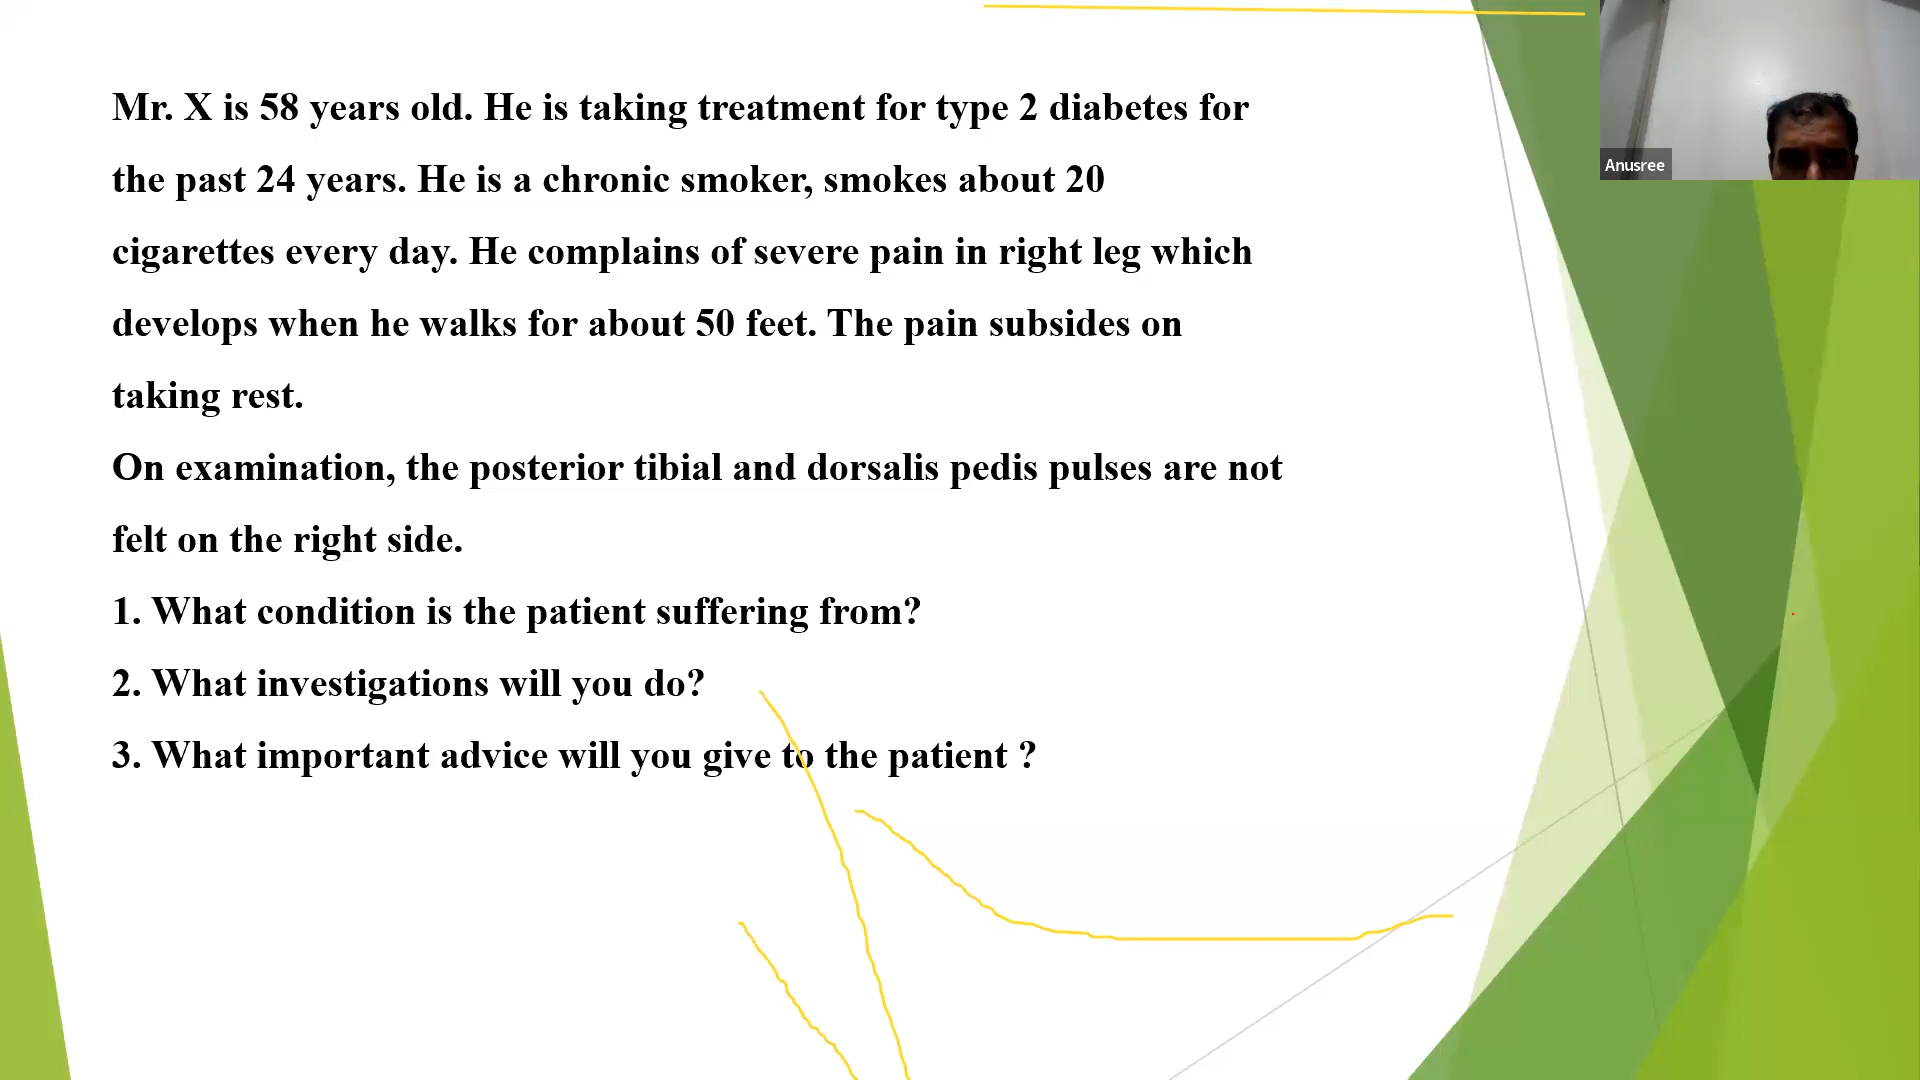 Mr. X is 58 years old. He is taking treatment for type 2 diabetes for
the past 24 years. He is a chronic smoker, smokes about 20
cigarettes every day. He complains of severe pain in right leg which
develops when he walks for about 50 feet. The pain subsides on
taking rest.
On examination, the posterior tibial and dorsalis pedis pulses are not
felt on the right side.
1. What condition is the patient suffering from?
2. What investigations will you do?
3. What important advice will you give to the patient ?
Anusree